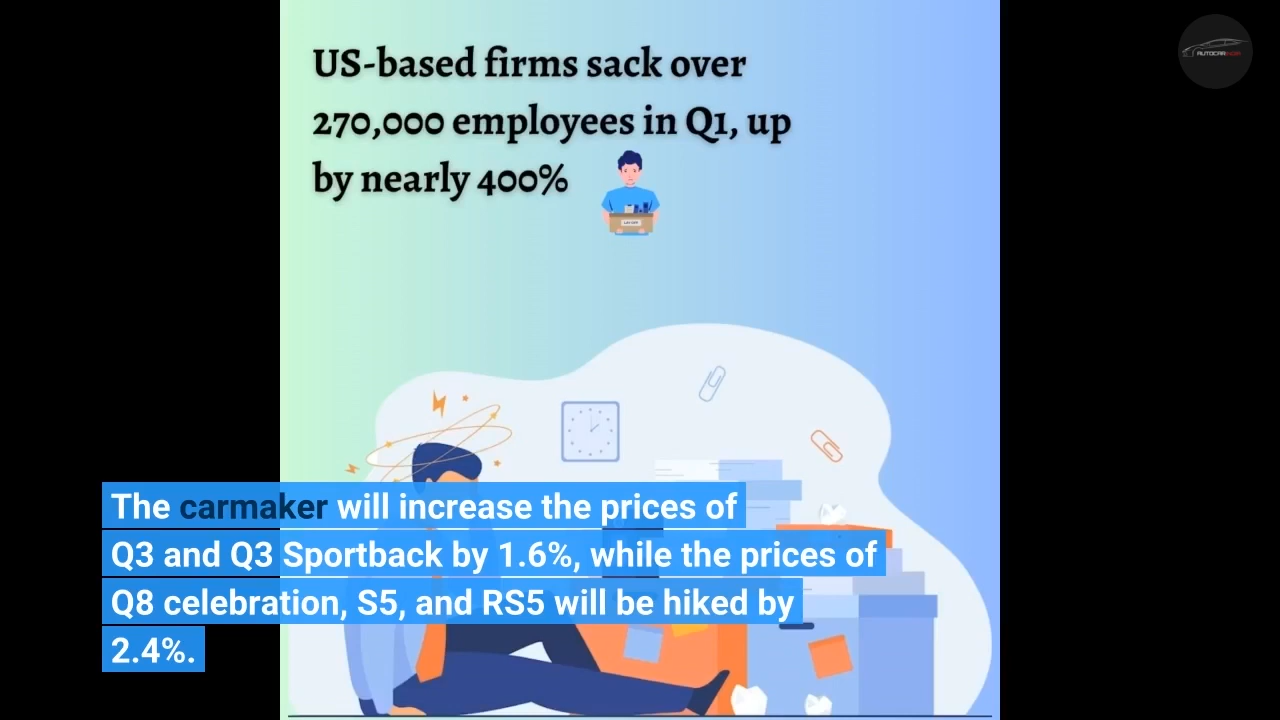 US-based firms sack over
270,000 employees in Q1, up
by nearly 400%
AUTOCARINDIA
The carmaker will increase the prices of
Q3 and Q3 Sportback by 1.6%, while the prices of
Q8 celebration, S5, and RS5 will be hiked by
2.4%.